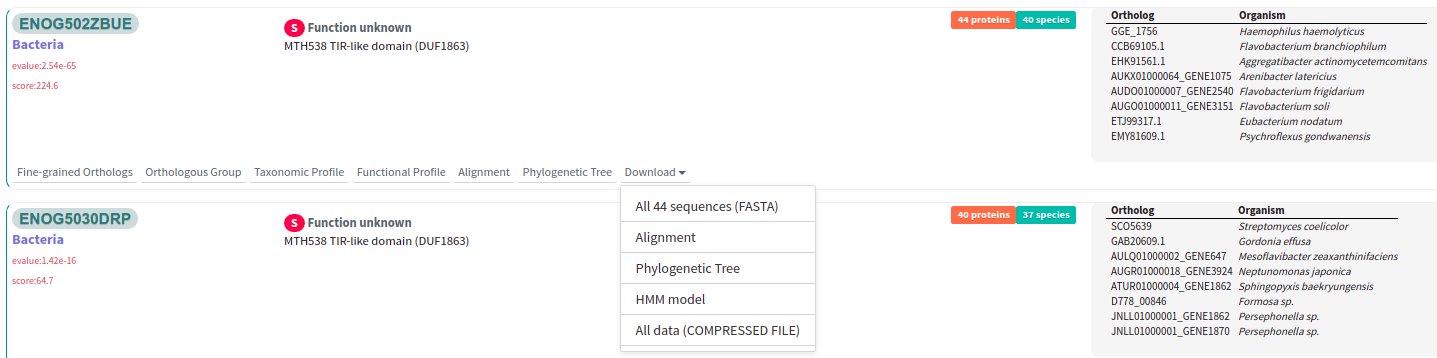 ENOG502ZBUE
Bacteria
evalue:2.54e-65
score:224.6
S Function unknown
MTH538 TIR-like domain (DUF1863)
44 proteins 40 species
Ortholog Organism
GGE_1756 Haemophilus haemolyticus
CCB69105.1 Flavobacterium branchiophilum
EHK91561.1 Aggregatibacter actinomycetemcomitans
AUKX01000064_GENE1075 Arenibacter latericius
AUDO01000007_GENE2540 Flavobacterium frigidarium
AUGO01000011_GENE3151 Flavobacterium soli
ETJ99317.1 Eubacterium nodatum
EMY81609.1 Psychroflexus gondwanensis
Fine-grained Orthologs Orthologous Group Taxonomic Profile Functional Profile Alignment Phylogenetic Tree Download
All 44 sequences (FASTA)
Alignment
Phylogenetic Tree
HMM model
All data (COMPRESSED FILE)
ENOG5030DRP
Bacteria
evalue:1.42e-16
score:64.7
S Function unknown
MTH538 TIR-like domain (DUF1863)
40 proteins 37 species
Ortholog Organism
SCO5639 Streptomyces coelicolor
GAB20609.1 Gordonia effusa
AULQ01000002_GENE647 Mesoflavibacter zeaxanthinifaciens
AUGR01000018_GENE3924 Neptunomonas japonica
ATUR01000004_GENE1862 Sphingopyxis baekryungensis
D778_00846 Formosa sp.
JNLL01000001_GENE1862 Persephonella sp.
JNLL01000001_GENE1870 Persephonella sp.